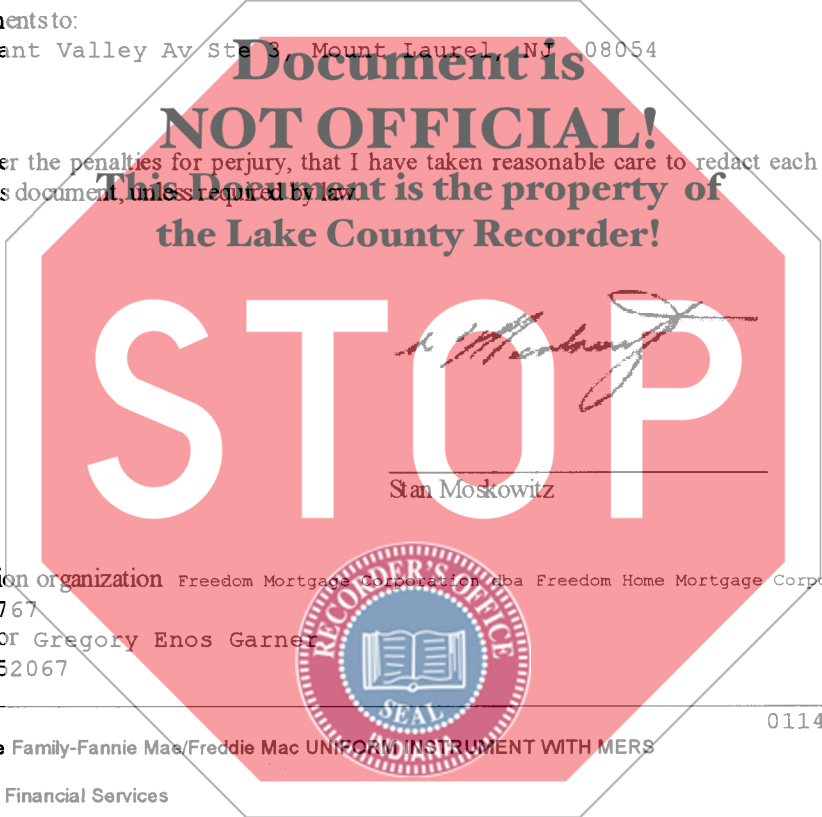 ents to:
ant Valley Av Ste 3, Mount Laurel, NJ 08054
Document is
NOT OFFICIAL!
er the penalties for perjury, that I have taken reasonable care to redact each
s document, unless required by law.
This Document is the property of
the Lake County Recorder!
STOP
Stan Moskowitz
ion organization Freedom Mortgage Corporation dba Freedom Home Mortgage Corpo
767
or Gregory Enos Garner
52067
RECORDER'S OFFICE
SEAL
INDIANA
0114
e Family-Fannie Mae/Freddie Mac UNIFORM INSTRUMENT WITH MERS
Financial Services